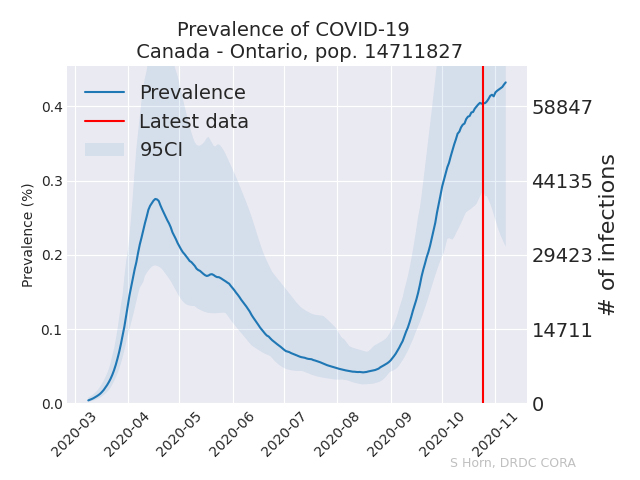 Prevalence of COVID-19
Canada - Ontario, pop. 14711827
Prevalence
Latest data
95CI
Prevalence (%)
0.4
0.3
0.2
0.1
0.0
58847
44135
29423
14711
0
# of infections
2020-03
2020-04
2020-05
2020-06
2020-07
2020-08
2020-09
2020-10
2020-11
S Horn, DRDC CORA